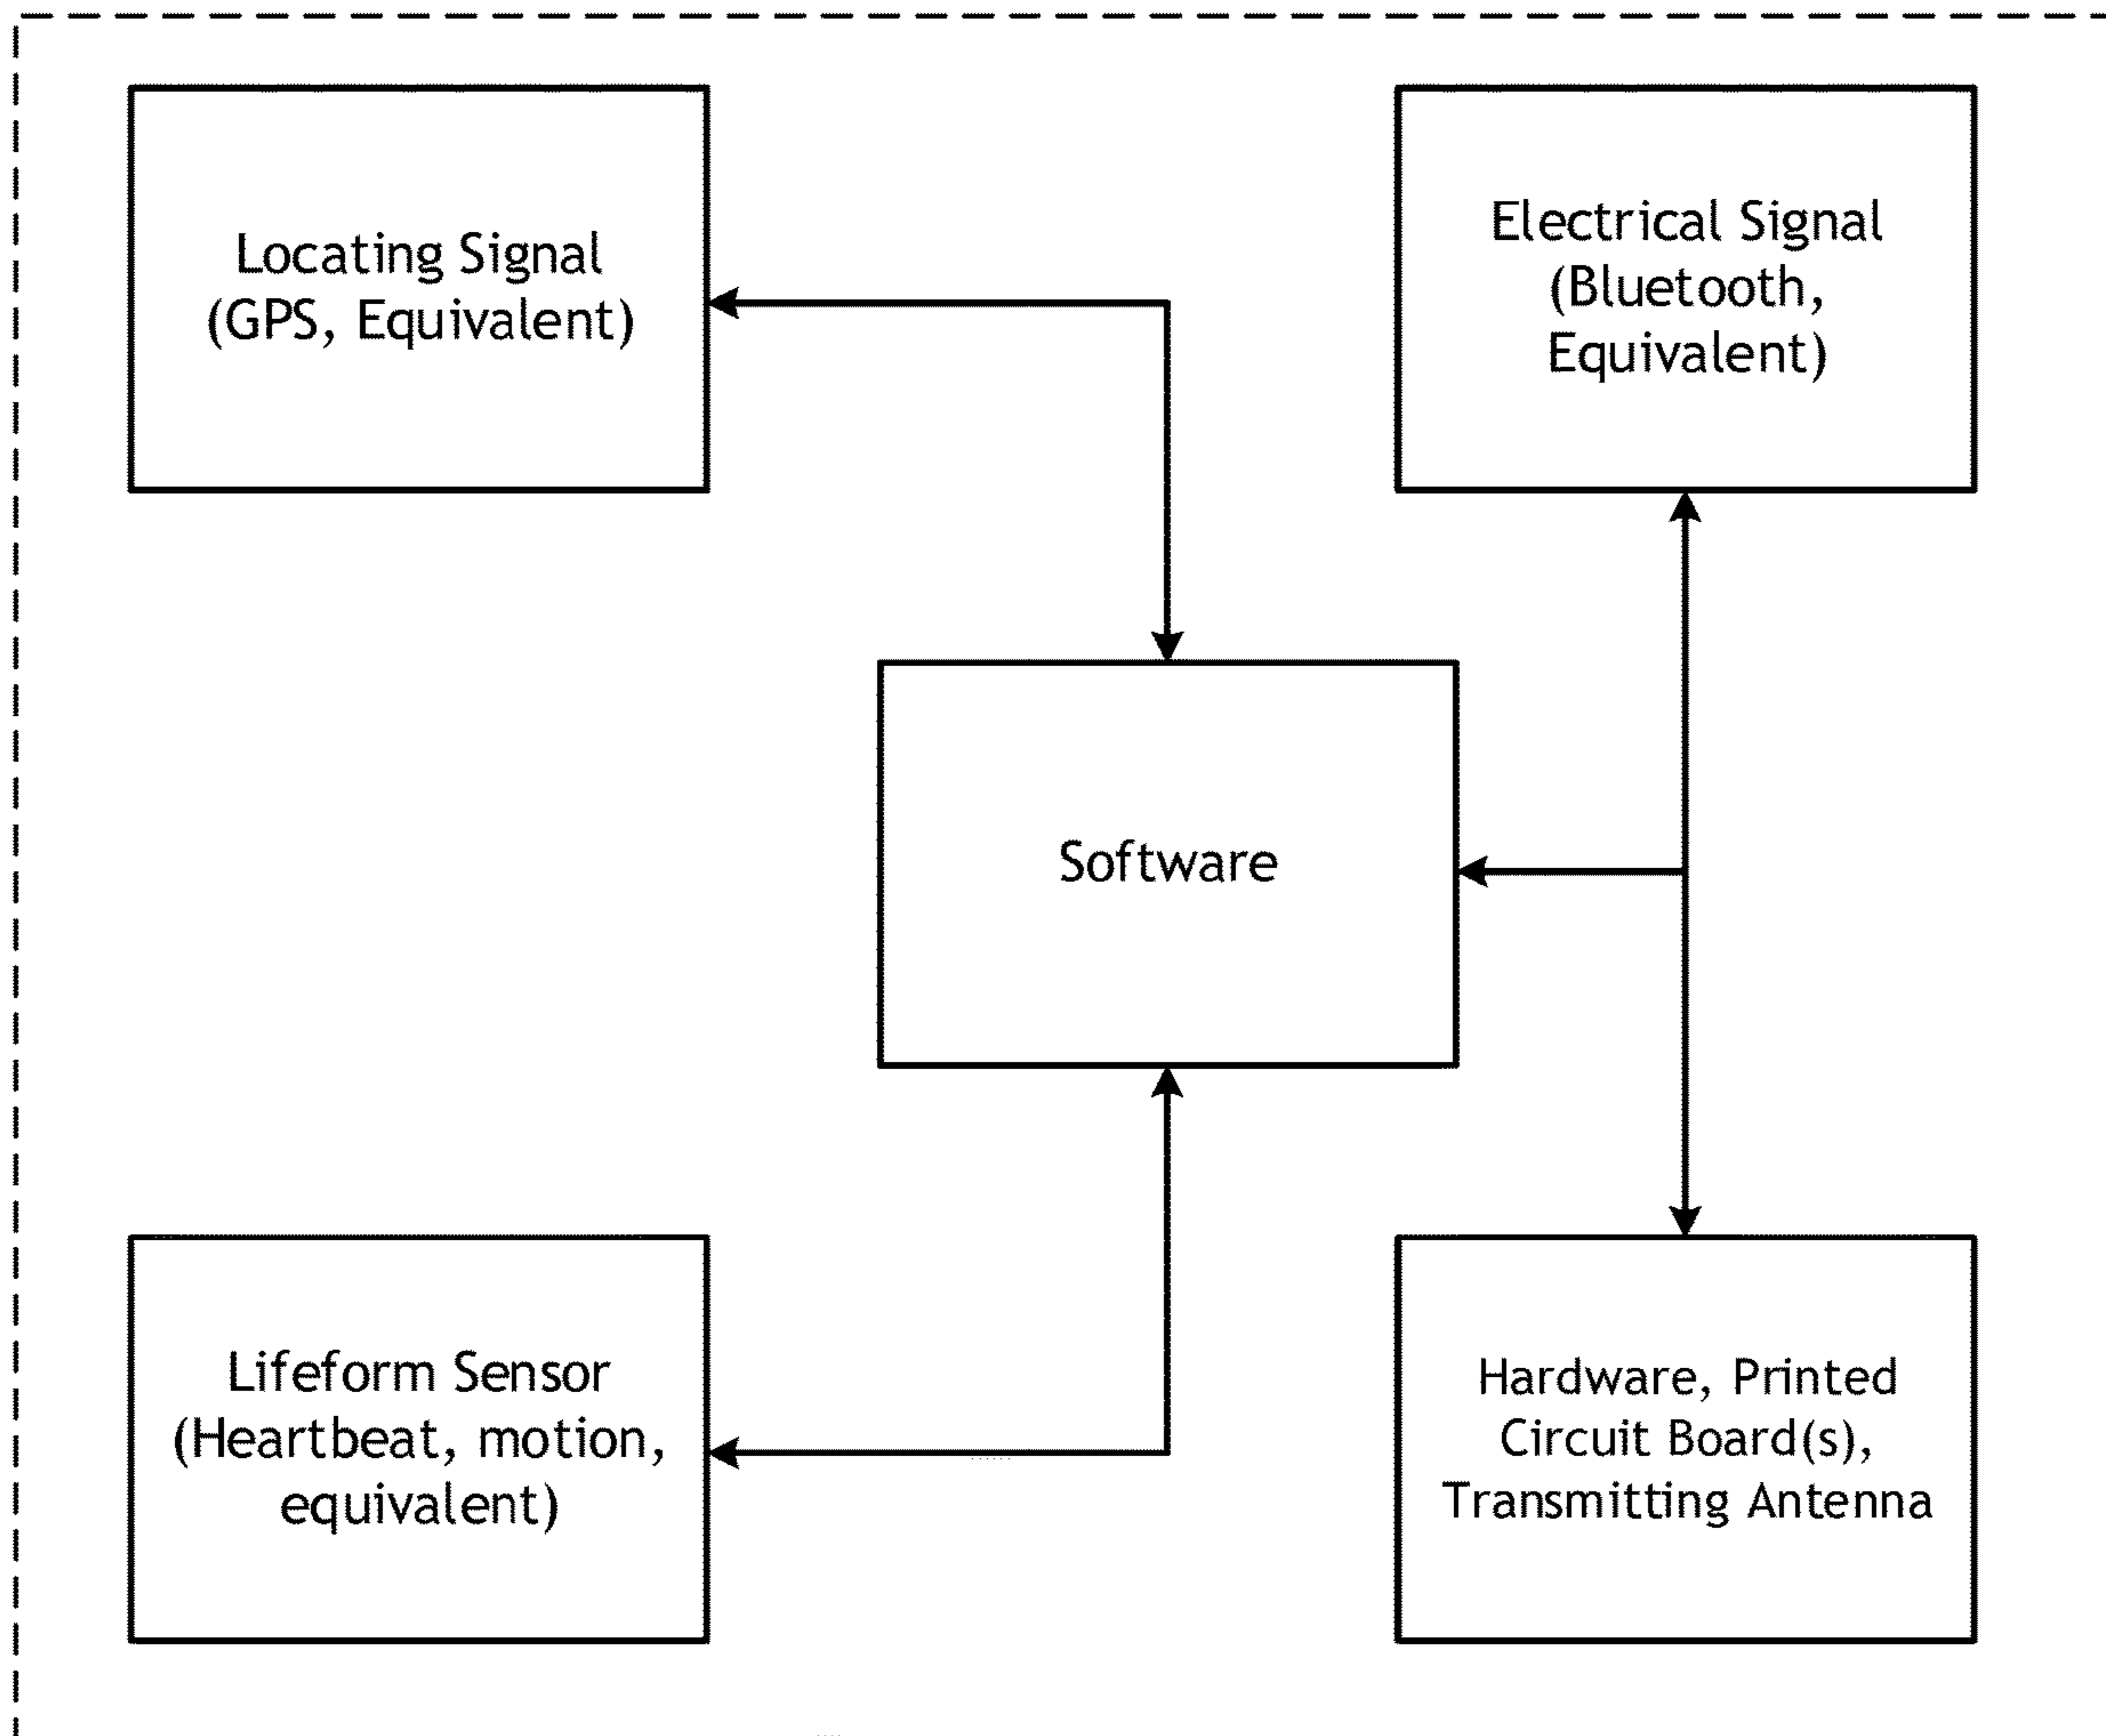 Locating Signal
(GPS, Equivalent)
Electrical Signal
(Bluetooth,
Equivalent)
Software
Lifeform Sensor
(Heartbeat, motion,
equivalent)
Hardware, Printed
Circuit Board(s),
Transmitting Antenna